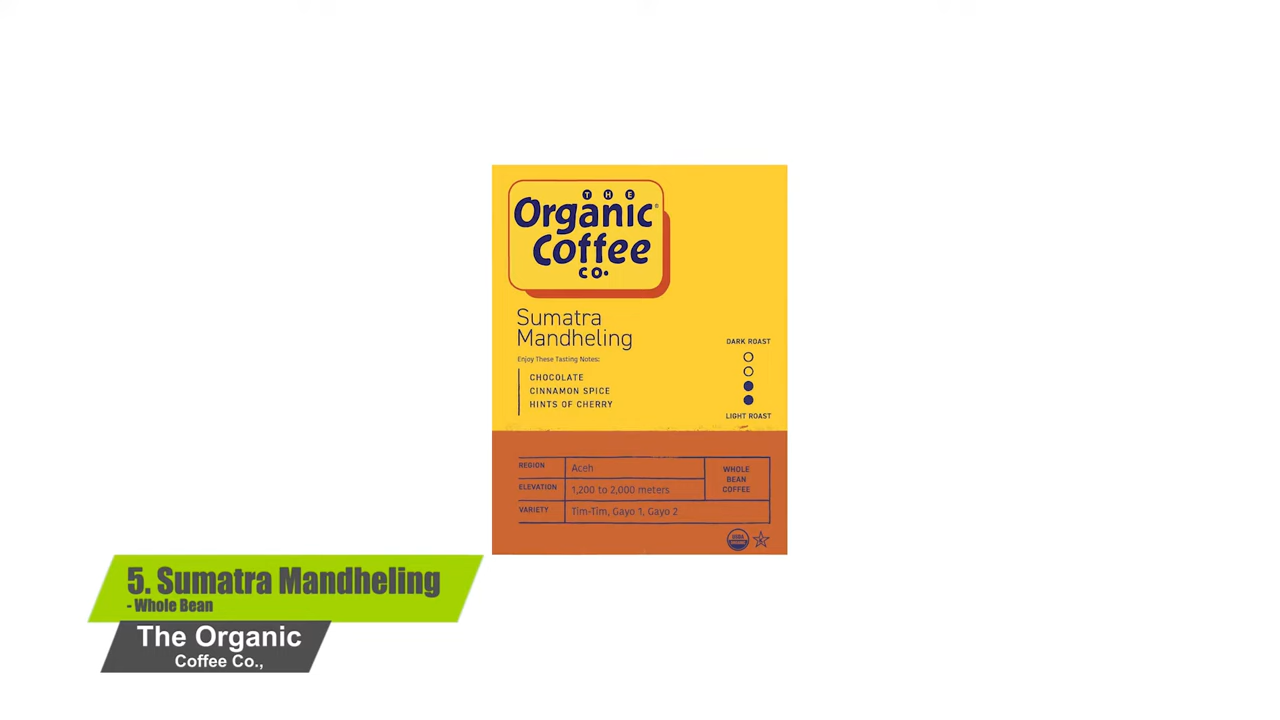 THE
Organic
Coffee
CO.
Sumatra
Mandheling
Enjoy These Tasting Notes:
CHOCOLATE
CINNAMON SPICE
HINTS OF CHERRY
DARK ROAST
LIGHT ROAST
REGION Aceh
ELEVATION 1,200 to 2,000 meters
VARIETY Tim-Tim, Gayo 1, Gayo 2
WHOLE
BEAN
COFFEE
USDA
ORGANIC
5. Sumatra Mandheling
- Whole Bean
The Organic
Coffee Co.,